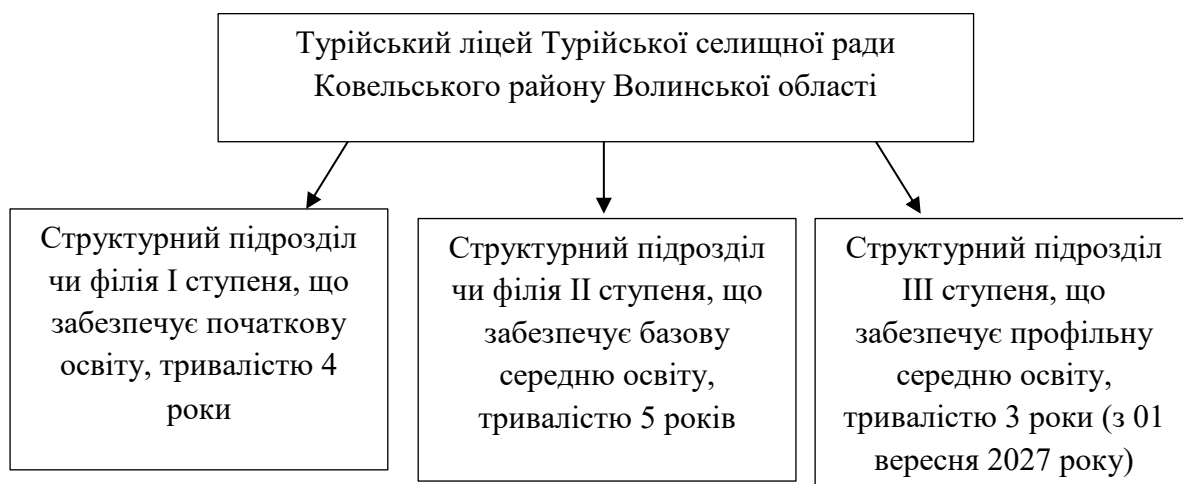 Турійський ліцей Турійської селищної ради
Ковельського району Волинської області
Структурний підрозділ
чи філія І ступеня, що
забезпечує початкову
освіту, тривалістю 4
роки
Структурний підрозділ
чи філія ІІ ступеня, що
забезпечує базову
середню освіту,
тривалістю 5 років
Структурний підрозділ
ІІІ ступеня, що
забезпечує профільну
середню освіту,
тривалістю 3 роки (з 01
вересня 2027 року)